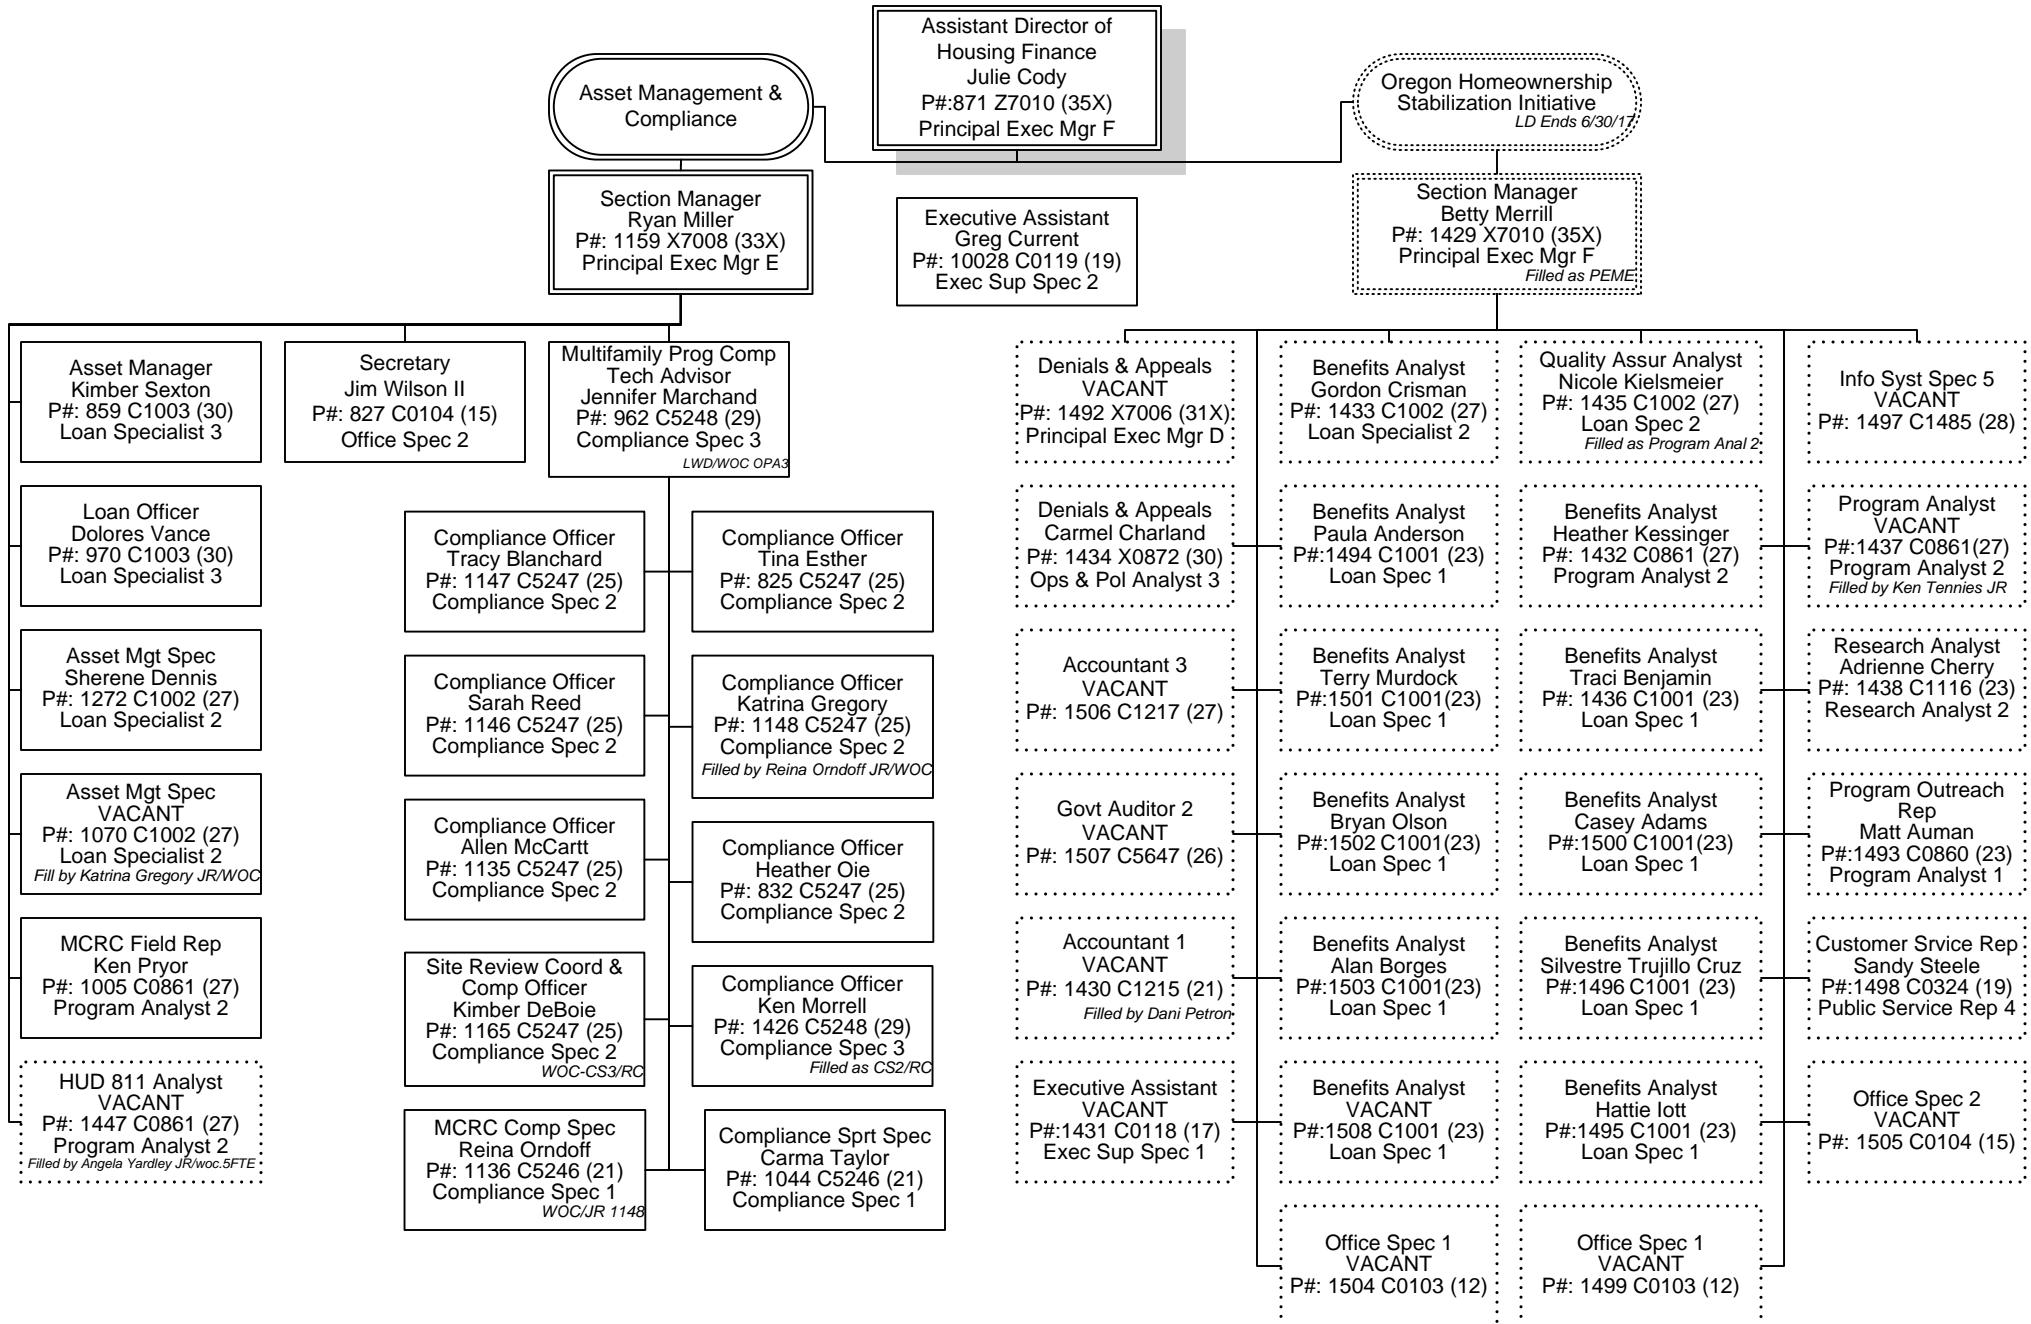 Assistant Director of
Housing Finance
Julie Cody
P#:871 Z7010 (35X)
Principal Exec Mgr F
Asset Management &
Compliance
Oregon Homeownership
Stabilization Initiative
LD Ends 6/30/17
Section Manager
Ryan Miller
P#: 1159 X7008 (33X)
Principal Exec Mgr E
Executive Assistant
Greg Current
P#: 10028 C0119 (19)
Exec Sup Spec 2
Section Manager
Betty Merrill
P#: 1429 X7010 (35X)
Principal Exec Mgr F
Filled as PEME
Asset Manager
Kimber Sexton
P#: 859 C1003 (30)
Loan Specialist 3
Secretary
Jim Wilson II
P#: 827 C0104 (15)
Office Spec 2
Multifamily Prog Comp
Tech Advisor
Jennifer Marchand
P#: 962 C5248 (29)
Compliance Spec 3
LWD/WOC OPA3
Loan Officer
Dolores Vance
P#: 970 C1003 (30)
Loan Specialist 3
Asset Mgt Spec
Sherene Dennis
P#: 1272 C1002 (27)
Loan Specialist 2
Asset Mgt Spec
VACANT
P#: 1070 C1002 (27)
Loan Specialist 2
Fill by Katrina Gregory JR/WOC
MCRC Field Rep
Ken Pryor
P#: 1005 C0861 (27)
Program Analyst 2
HUD 811 Analyst
VACANT
P#: 1447 C0861 (27)
Program Analyst 2
Filled by Angela Yardley JR/woc.5FTE
Compliance Officer
Tracy Blanchard
P#: 1147 C5247 (25)
Compliance Spec 2
Compliance Officer
Tina Esther
P#: 825 C5247 (25)
Compliance Spec 2
Compliance Officer
Sarah Reed
P#: 1146 C5247 (25)
Compliance Spec 2
Compliance Officer
Katrina Gregory
P#: 1148 C5247 (25)
Compliance Spec 2
Filled by Reina Orndoff JR/WOC
Compliance Officer
Allen McCartt
P#: 1135 C5247 (25)
Compliance Spec 2
Compliance Officer
Heather Oie
P#: 832 C5247 (25)
Compliance Spec 2
Site Review Coord &
Comp Officer
Kimber DeBoie
P#: 1165 C5247 (25)
Compliance Spec 2
WOC-CS3/RC
Compliance Officer
Ken Morrell
P#: 1426 C5248 (29)
Compliance Spec 3
Filled as CS2/RC
MCRC Comp Spec
Reina Orndoff
P#: 1136 C5246 (21)
Compliance Spec 1
WOC/JR 1148
Compliance Sprt Spec
Carma Taylor
P#: 1044 C5246 (21)
Compliance Spec 1
Denials & Appeals
VACANT
P#: 1492 X7006 (31X)
Principal Exec Mgr D
Benefits Analyst
Gordon Crisman
P#: 1433 C1002 (27)
Loan Specialist 2
Quality Assur Analyst
Nicole Kielsmeier
P#: 1435 C1002 (27)
Loan Spec 2
Filled as Program Anal 2
Info Syst Spec 5
VACANT
P#: 1497 C1485 (28)
Denials & Appeals
Carmel Charland
P#: 1434 X0872 (30)
Ops & Pol Analyst 3
Benefits Analyst
Paula Anderson
P#:1494 C1001 (23)
Loan Spec 1
Benefits Analyst
Heather Kessinger
P#: 1432 C0861 (27)
Program Analyst 2
Program Analyst
VACANT
P#:1437 C0861(27)
Program Analyst 2
Filled by Ken Tennies JR
Accountant 3
VACANT
P#: 1506 C1217 (27)
Benefits Analyst
Terry Murdock
P#:1501 C1001(23)
Loan Spec 1
Benefits Analyst
Traci Benjamin
P#: 1436 C1001 (23)
Loan Spec 1
Research Analyst
Adrienne Cherry
P#: 1438 C1116 (23)
Research Analyst 2
Govt Auditor 2
VACANT
P#: 1507 C5647 (26)
Benefits Analyst
Bryan Olson
P#:1502 C1001(23)
Loan Spec 1
Benefits Analyst
Casey Adams
P#:1500 C1001(23)
Loan Spec 1
Program Outreach
Rep
Matt Auman
P#:1493 C0860 (23)
Program Analyst 1
Accountant 1
VACANT
P#: 1430 C1215 (21)
Filled by Dani Petron
Benefits Analyst
Alan Borges
P#:1503 C1001(23)
Loan Spec 1
Benefits Analyst
Silvestre Trujillo Cruz
P#:1496 C1001 (23)
Loan Spec 1
Customer Srvice Rep
Sandy Steele
P#:1498 C0324 (19)
Public Service Rep 4
Executive Assistant
VACANT
P#:1431 C0118 (17)
Exec Sup Spec 1
Benefits Analyst
VACANT
P#:1508 C1001 (23)
Loan Spec 1
Benefits Analyst
Hattie Iott
P#:1495 C1001 (23)
Loan Spec 1
Office Spec 2
VACANT
P#: 1505 C0104 (15)
Office Spec 1
VACANT
P#: 1504 C0103 (12)
Office Spec 1
VACANT
P#: 1499 C0103 (12)